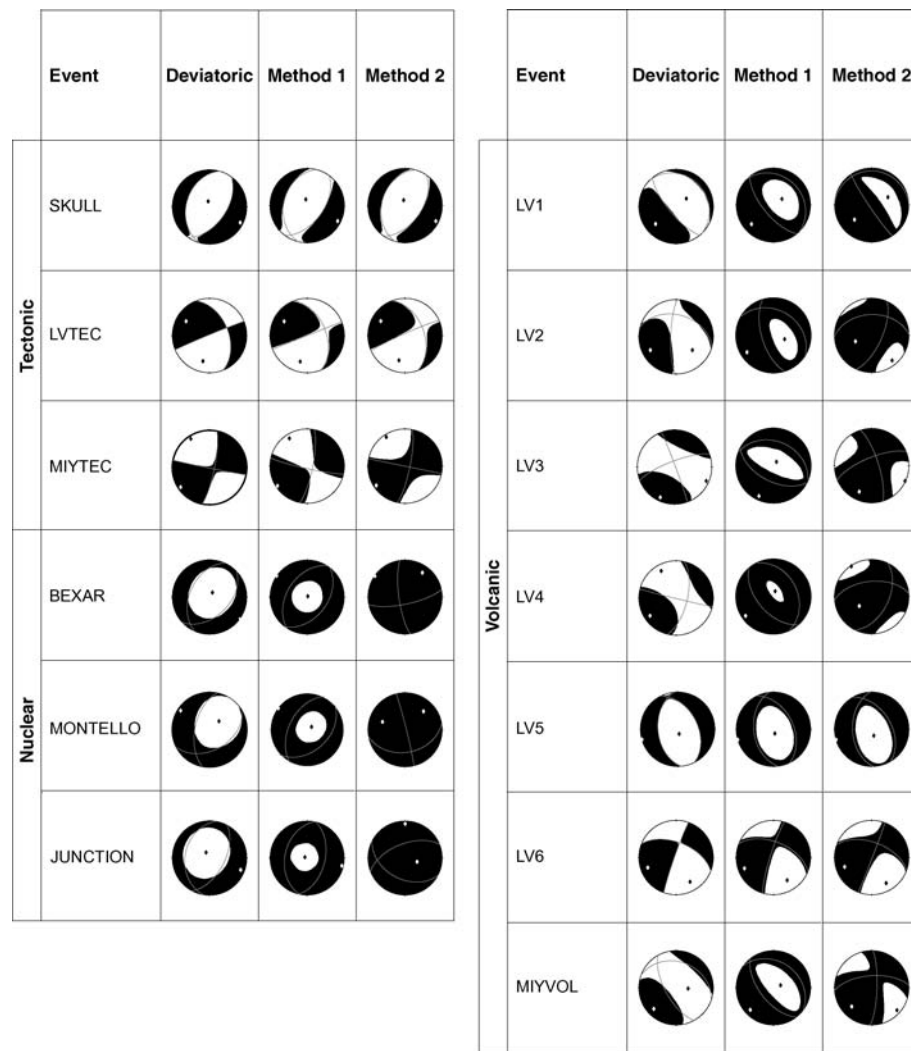 Event Deviatoric Method 1 Method 2
Tectonic
SKULL
LVTEC
MIYTEC
Nuclear
BEXAR
MONTELLO
JUNCTION
Event Deviatoric Method 1 Method 2
Volcanic
LV1
LV2
LV3
LV4
LV5
LV6
MIYVOL